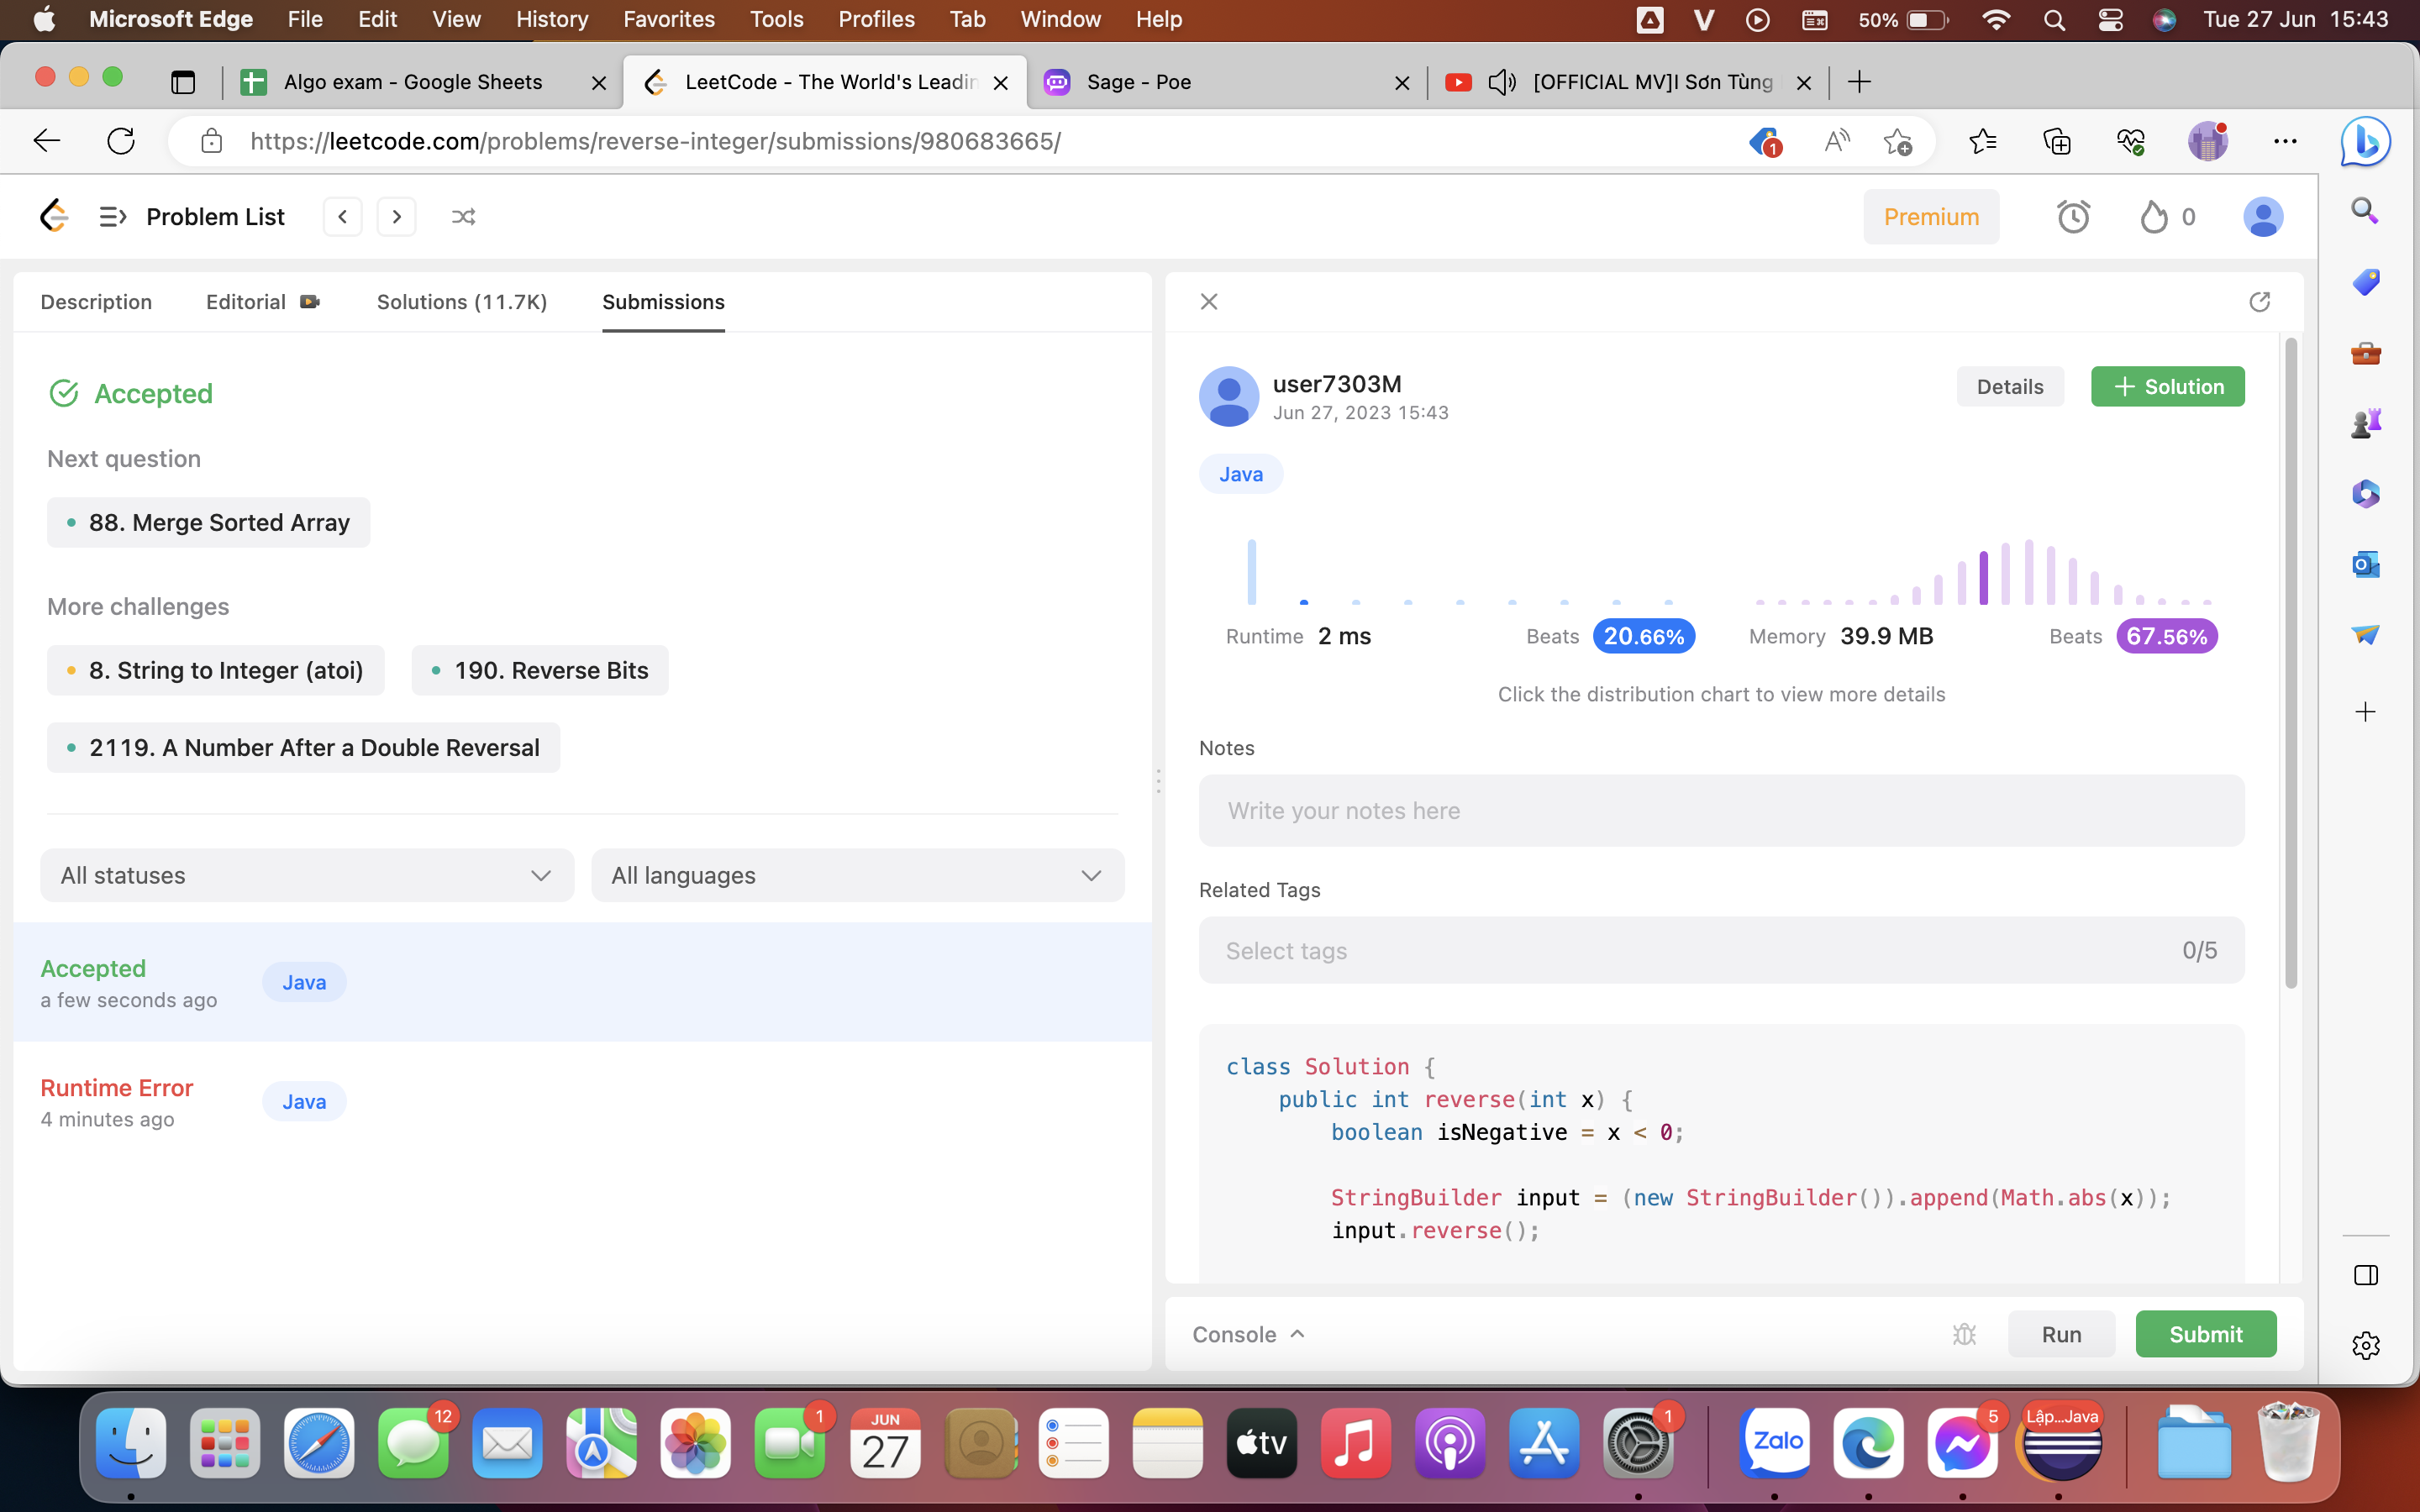 Microsoft Edge File Edit View History Favorites Tools Profiles Tab Window Help 50% Tue 27 Jun 15:43
Algo exam - Google Sheets LeetCode - The World's Leadin Sage - Poe [OFFICIAL MV]I Sơn Tùng
https://leetcode.com/problems/reverse-integer/submissions/980683665/ 1
Problem List Premium 0
Description Editorial Solutions (11.7K) Submissions
Accepted
Next question
88. Merge Sorted Array
More challenges
8. String to Integer (atoi) 190. Reverse Bits
2119. A Number After a Double Reversal
All statuses All languages
Accepted
a few seconds ago
Java
Runtime Error
4 minutes ago
Java
user7303M
Jun 27, 2023 15:43
Details + Solution
Java
Runtime 2 ms Beats 20.66% Memory 39.9 MB Beats 67.56%
Click the distribution chart to view more details
Notes
Write your notes here
Related Tags
Select tags 0/5
class Solution {
public int reverse(int x) {
boolean isNegative = x < 0;
StringBuilder input = (new StringBuilder()).append(Math.abs(x));
input.reverse();
Console Run Submit
12 1 JUN 27 tv 1 Zalo 5 Lập...Java